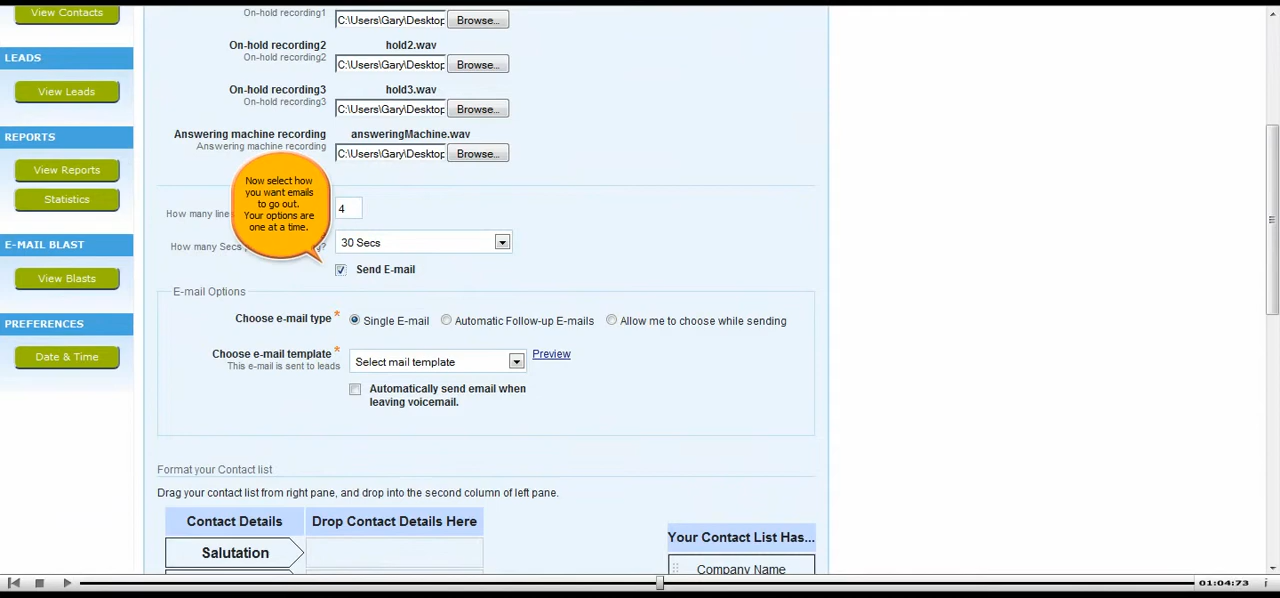 View Contacts
LEADS
View Leads
REPORTS
View Reports
Statistics
E-MAIL BLAST
View Blasts
PREFERENCES
Date & Time
On-hold recording1
C:\Users\Gary\Desktop Browse...
On-hold recording2 hold2.wav
On-hold recording2
C:\Users\Gary\Desktop Browse...
On-hold recording3 hold3.wav
On-hold recording3
C:\Users\Gary\Desktop Browse...
Answering machine recording answeringMachine.wav
Answering machine recording
C:\Users\Gary\Desktop Browse...
Now select how
you want emails
to go out.
Your options are
one at a time.
How many 4
How many Secs 30 Secs
Send E-mail
E-mail Options
Choose e-mail type * Single E-mail Automatic Follow-up E-mails Allow me to choose while sending
Choose e-mail template * Select mail template Preview
This e-mail is sent to leads
Automatically send email when
leaving voicemail.
Format your Contact list
Drag your contact list from right pane, and drop into the second column of left pane.
Contact Details Drop Contact Details Here
Your Contact List Has...
Salutation
Company Name
01:04:73